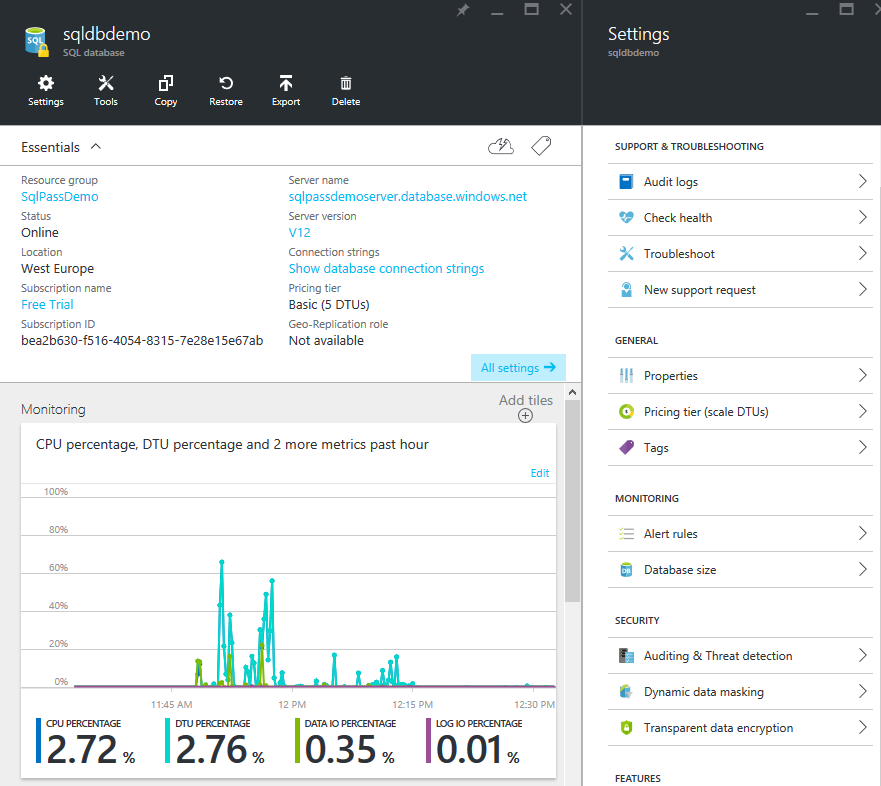 sqldbdemo
SQL
SQL database
Settings
Tools
Copy
Restore
Export
Delete
Essentials
Resource group
SqlPassDemo
Status
Online
Location
West Europe
Subscription name
Free Trial
Subscription ID
bea2b630-f516-4054-8315-7e28e15e67ab
Server name
sqlpassdemoserver.database.windows.net
Server version
V12
Connection strings
Show database connection strings
Pricing tier
Basic (5 DTUs)
Geo-Replication role
Not available
All settings
Monitoring
Add tiles
CPU percentage, DTU percentage and 2 more metrics past hour
Edit
100%
80%
60%
40%
20%
0%
11:45 AM
12 PM
12:15 PM
12:30 PM
CPU PERCENTAGE
2.72 %
DTU PERCENTAGE
2.76 %
DATA IO PERCENTAGE
0.35 %
LOG IO PERCENTAGE
0.01 %
Settings
sqldbdemo
SUPPORT & TROUBLESHOOTING
Audit logs
Check health
Troubleshoot
New support request
GENERAL
Properties
Pricing tier (scale DTUs)
Tags
MONITORING
Alert rules
DB
Database size
SECURITY
Auditing & Threat detection
Dynamic data masking
Transparent data encryption
FEATURES